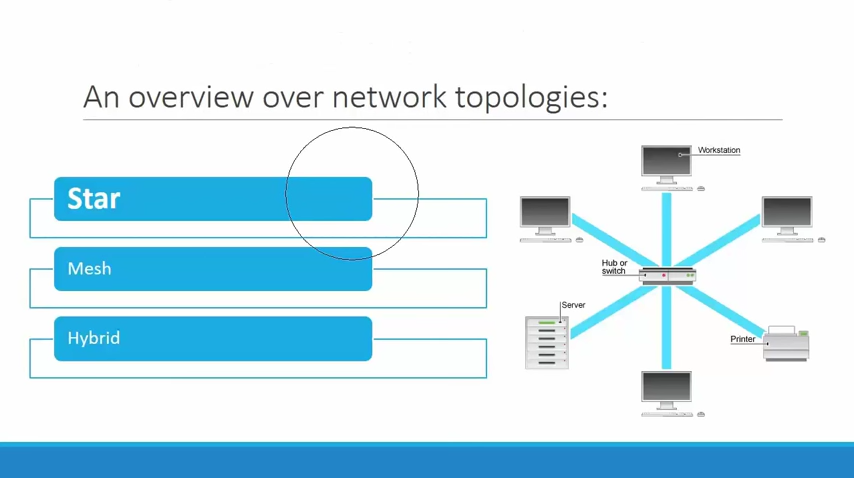 An overview over network topologies:
Star
Mesh
Hybrid
Workstation
Hub or
switch
Server
Printer